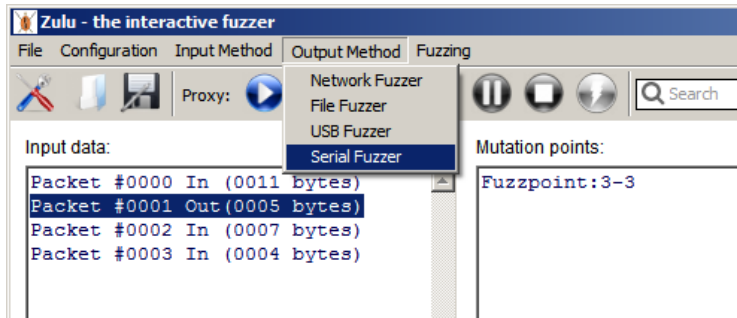 Zulu - the interactive fuzzer
File Configuration Input Method Output Method Fuzzing
Network Fuzzer
Proxy: Search
File Fuzzer
USB Fuzzer
Input data: Mutation points:
Serial Fuzzer
Packet #0000 In (0011 bytes) Fuzzpoint:3-3
Packet #0001 Out(0005 bytes)
Packet #0002 In (0007 bytes)
Packet #0003 In (0004 bytes)